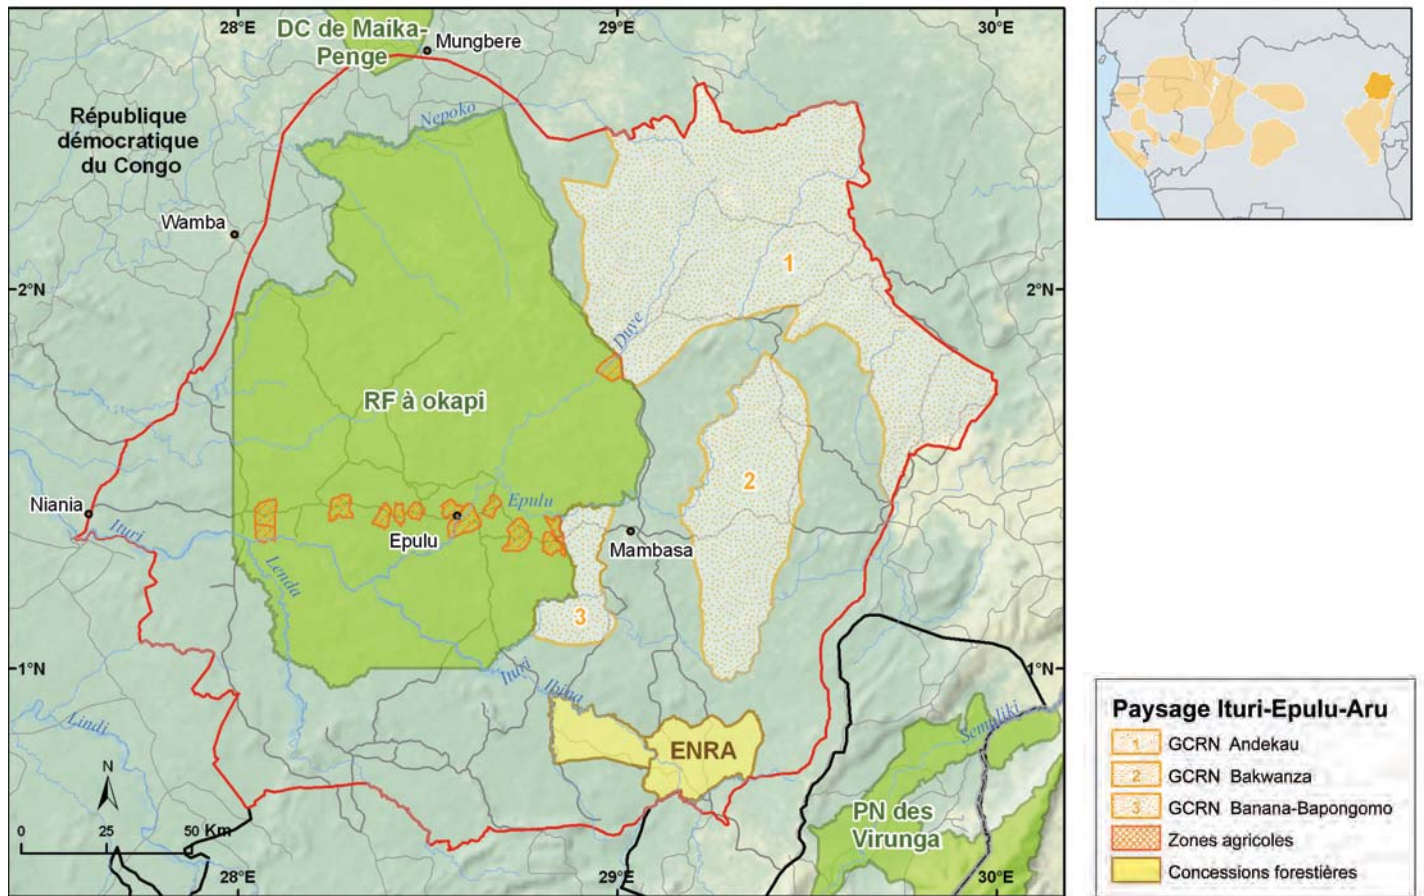 28°E
29°E
30°E
DC de Maika-
Penge
Mungbere
République
démocratique
du Congo
Nepoko
Wamba
1
2°N
2°N
Duye
RF à okapi
2
Niania
Epulu
Ituri
Epulu
Mambasa
Lenda
3
1°N
1°N
Ituri
Ibina
Lindi
Semliki
ENRA
N
PN des
Virunga
0 25 50 Km
28°E
29°E
30°E
Paysage Ituri-Epulu-Aru
1 GCRN Andekau
2 GCRN Bakwanza
3 GCRN Banana-Bapongomo
Zones agricoles
Concessions forestières